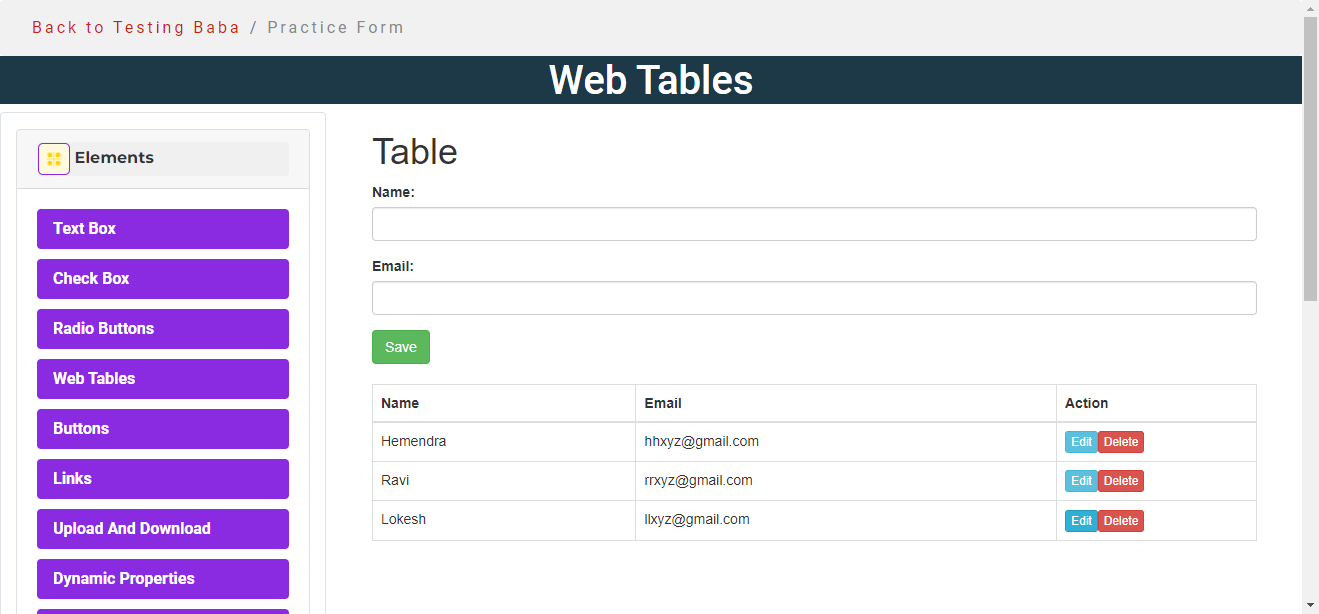 Back to Testing Baba / Practice Form
Web Tables
Elements
Text Box
Check Box
Radio Buttons
Web Tables
Buttons
Links
Upload And Download
Dynamic Properties
Table
Name:
Email:
Save
Name Email Action
Hemendra hhxyz@gmail.com Edit Delete
Ravi rrxyz@gmail.com Edit Delete
Lokesh llxyz@gmail.com Edit Delete